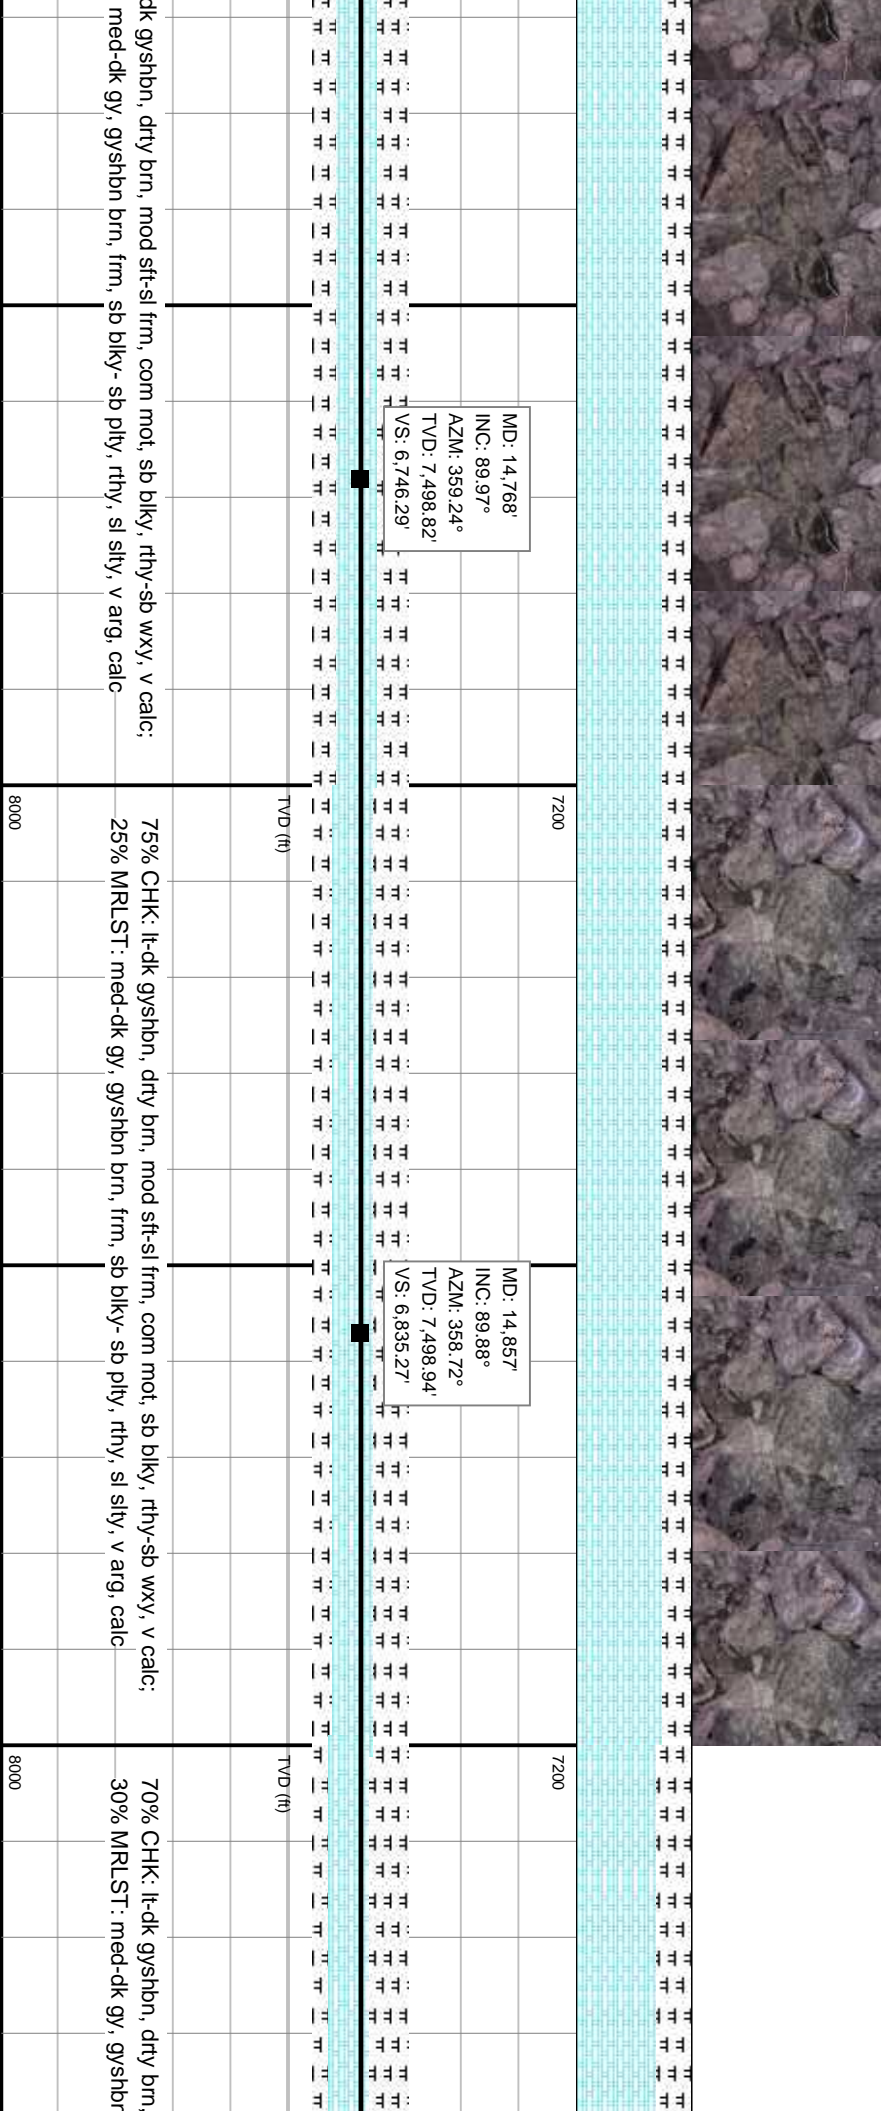 dk gyshbn, drty brn, mod sft-sl frm, com mot, sb blky, rthy-sb wxy, v calc;
med-dk gy, gyshbn brn, frm, sb blky- sb plty, rthy, sl slty, v arg, calc
MD: 14,768'
INC: 89.97°
AZM: 359.24°
TVD: 7,498.82'
VS: 6,746.29'
7200
TVD (ft)
8000
75% CHK: lt-dk gyshbn, drty brn, mod sft-sl frm, com mot, sb blky, rthy-sb wxy, v calc;
25% MRLST: med-dk gy, gyshbn brn, frm, sb blky- sb plty, rthy, sl slty, v arg, calc
MD: 14,857'
INC: 89.88°
AZM: 358.72°
TVD: 7,498.94'
VS: 6,835.27'
7200
TVD (ft)
8000
70% CHK: lt-dk gyshbn, drty brn,
30% MRLST: med-dk gy, gyshbn